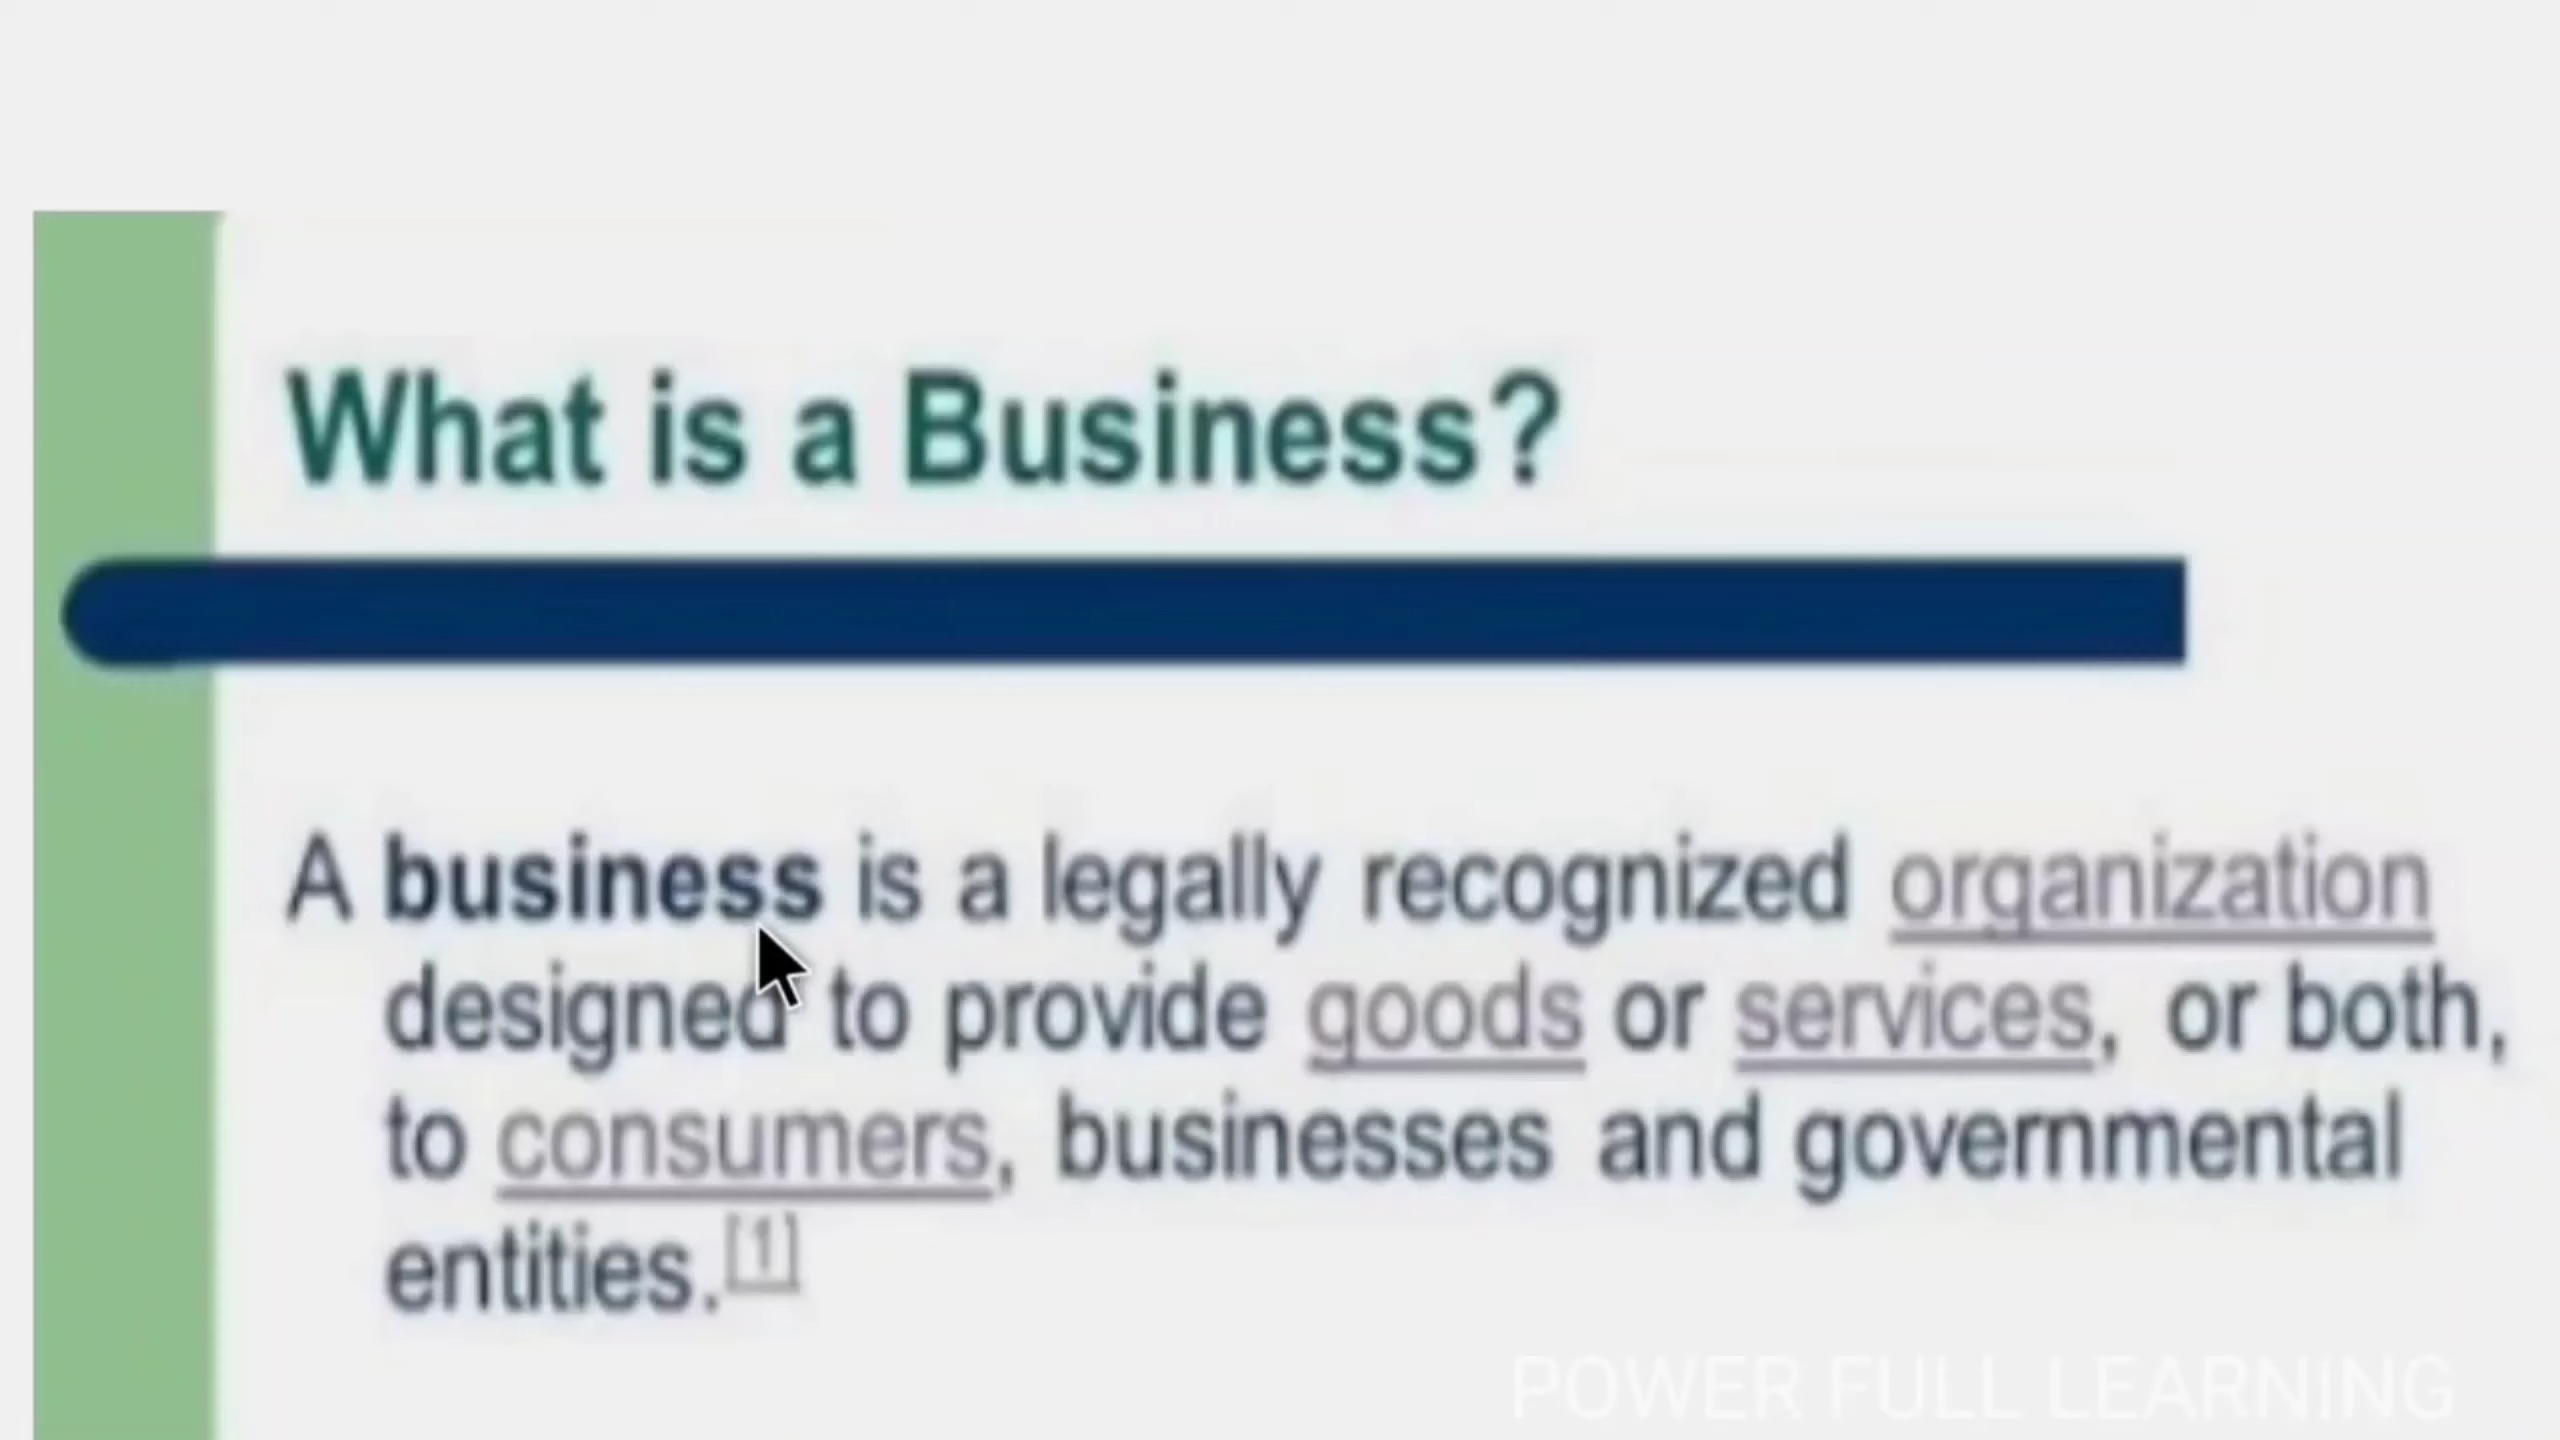 What is a Business?
A business is a legally recognized organization
designed to provide goods or services, or both,
to consumers, businesses and governmental
entities.[1]
POWER FULL LEARNING